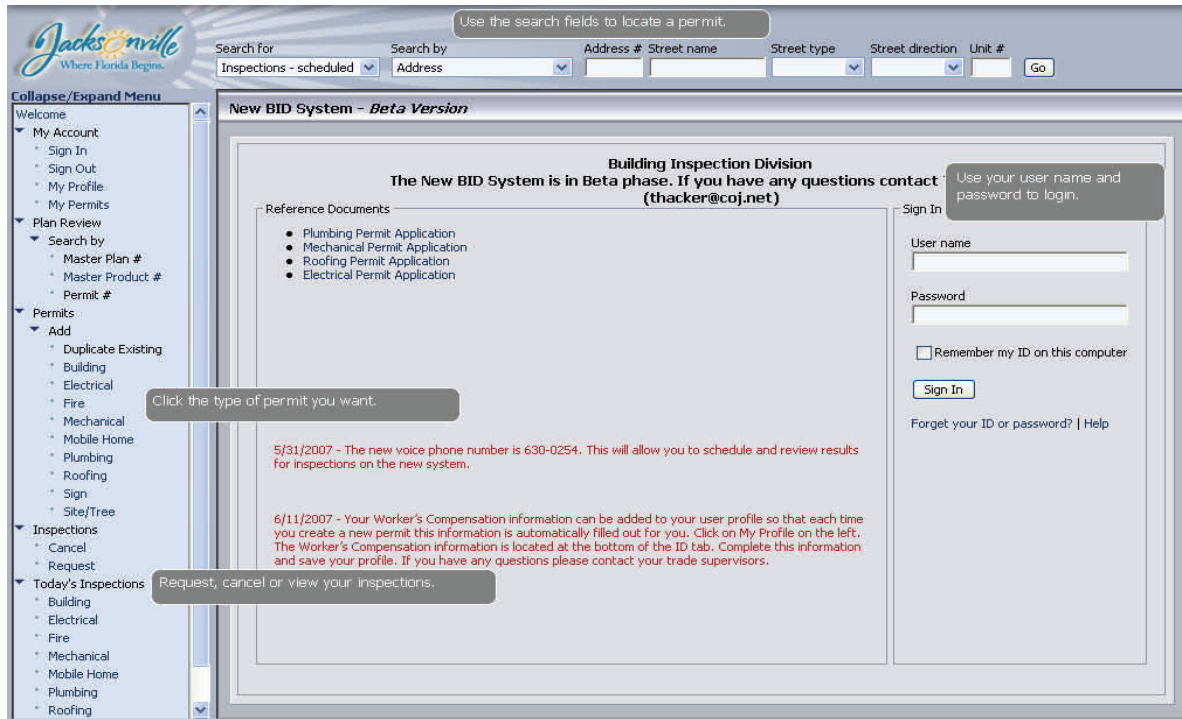 Jacksonville
Where Florida Begins.
Use the search fields to locate a permit.
Search for
Search by
Address #
Street name
Street type
Street direction
Unit #
Inspections - scheduled
Address
Go
Collapse/Expand Menu
Welcome
My Account
Sign In
Sign Out
My Profile
My Permits
Plan Review
Search by
Master Plan #
Master Product #
Permit #
Permits
Add
Duplicate Existing
Building
Electrical
Fire
Mechanical
Mobile Home
Plumbing
Roofing
Sign
Site/Tree
Inspections
Cancel
Request
Today's Inspections
Building
Electrical
Fire
Mechanical
Mobile Home
Plumbing
Roofing
Click the type of permit you want.
Request, cancel or view your inspections.
New BID System - Beta Version
Building Inspection Division
The New BID System is in Beta phase. If you have any questions contact
(thacker@coj.net)
Use your user name and
password to login.
Reference Documents
Plumbing Permit Application
Mechanical Permit Application
Roofing Permit Application
Electrical Permit Application
5/31/2007 - The new voice phone number is 630-0254. This will allow you to schedule and review results
for inspections on the new system.
6/11/2007 - Your Worker's Compensation information can be added to your user profile so that each time
you create a new permit this information is automatically filled out for you. Click on My Profile on the left.
The Worker's Compensation information is located at the bottom of the ID tab. Complete this information
and save your profile. If you have any questions please contact your trade supervisors.
Sign In
User name
Password
Remember my ID on this computer
Sign In
Forget your ID or password? | Help